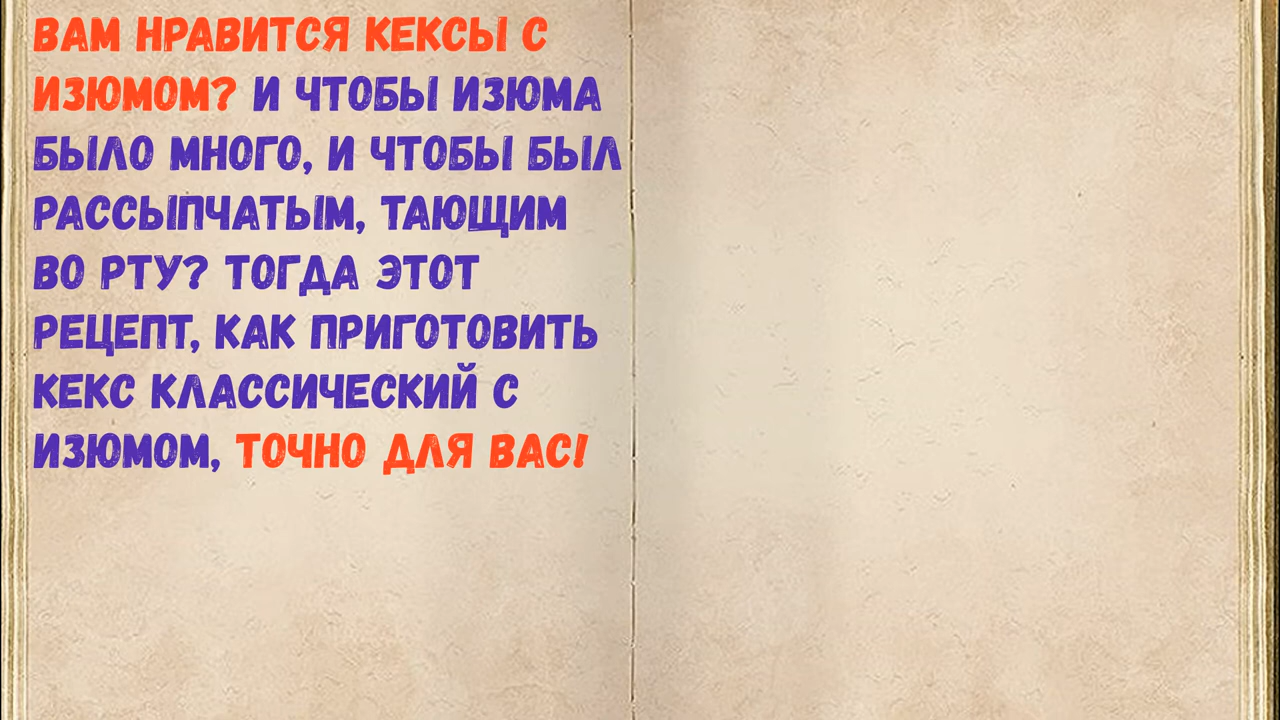 ВАМ НРАВИТСЯ КЕКСЫ С
ИЗЮМОМ? И ЧТОБЫ ИЗЮМА
БЫЛО МНОГО, И ЧТОБЫ БЫЛ
РАССЫПЧАТЫМ, ТАЮЩИМ
ВО РТУ? ТОГДА ЭТОТ
РЕЦЕПТ, КАК ПРИГОТОВИТЬ
КЕКС КЛАССИЧЕСКИЙ С
ИЗЮМОМ, ТОЧНО ДЛЯ ВАС!